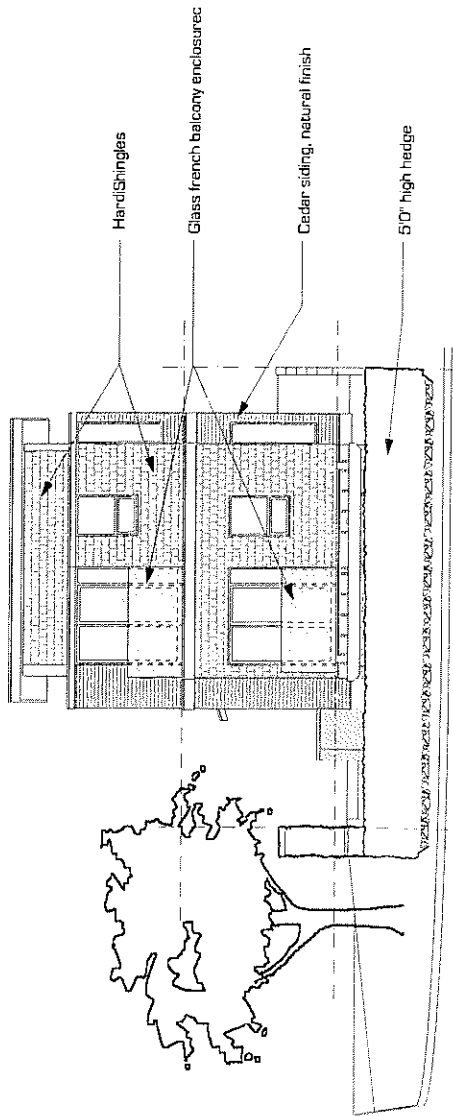 HardiShingles
Glass french balcony enclosurec
Cedar siding, natural finish
5'0" high hedge